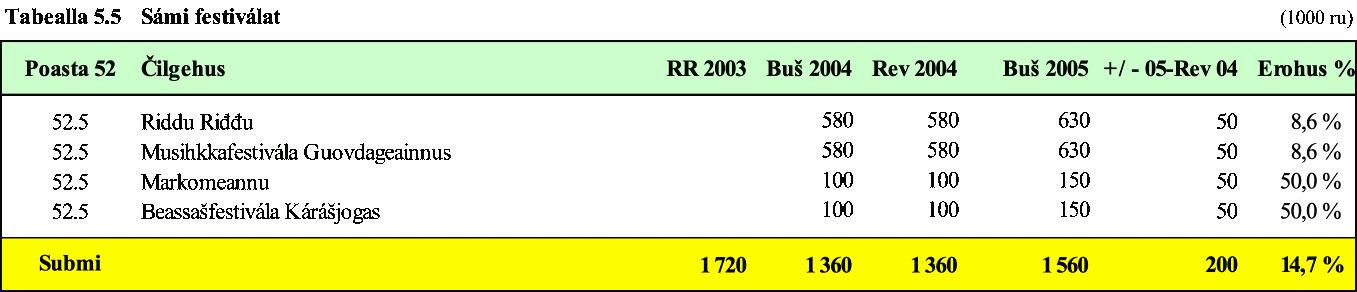 Tabealla 5.5 Sámi festiválat (1000 ru)
Poasta 52 Čilgehus RR 2003 Buš 2004 Rev 2004 Buš 2005 +/ - 05-Rev 04 Erohus %
52.5 Riddu Riđđu 580 580 630 50 8,6 %
52.5 Musihkkafestivála Guovdageainnus 580 580 630 50 8,6 %
52.5 Markomeannu 100 100 150 50 50,0 %
52.5 Beassašfestivála Kárášjogas 100 100 150 50 50,0 %
Submi 1 720 1 360 1 360 1 560 200 14,7 %